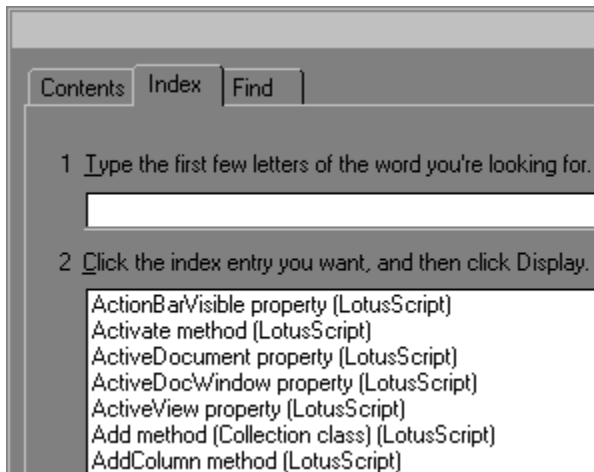 Contents Index Find
1 Type the first few letters of the word you're looking for.
2 Click the index entry you want, and then click Display.
ActionBarVisible property (LotusScript)
Activate method (LotusScript)
ActiveDocument property (LotusScript)
ActiveDocWindow property (LotusScript)
ActiveView property (LotusScript)
Add method (Collection class) (LotusScript)
AddColumn method (LotusScript)